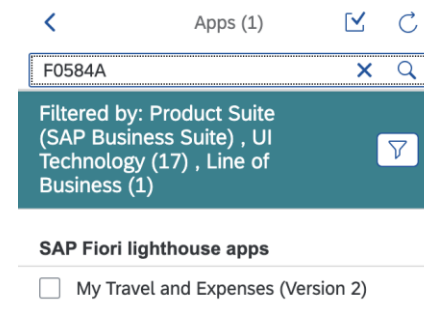 Apps (1)
F0584A
Filtered by: Product Suite
(SAP Business Suite) , UI
Technology (17) , Line of
Business (1)
SAP Fiori lighthouse apps
My Travel and Expenses (Version 2)